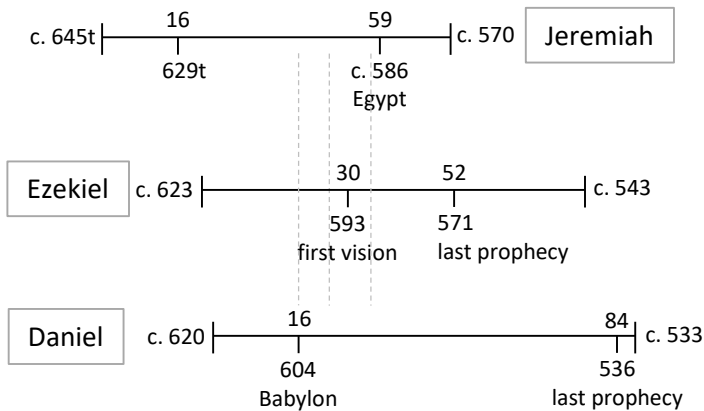 16 59
c. 645t c. 570 Jeremiah
629t c. 586
Egypt
30 52
Ezekiel c. 623 c. 543
593 571
first vision last prophecy
16 84
Daniel c. 620 c. 533
604 536
Babylon last prophecy